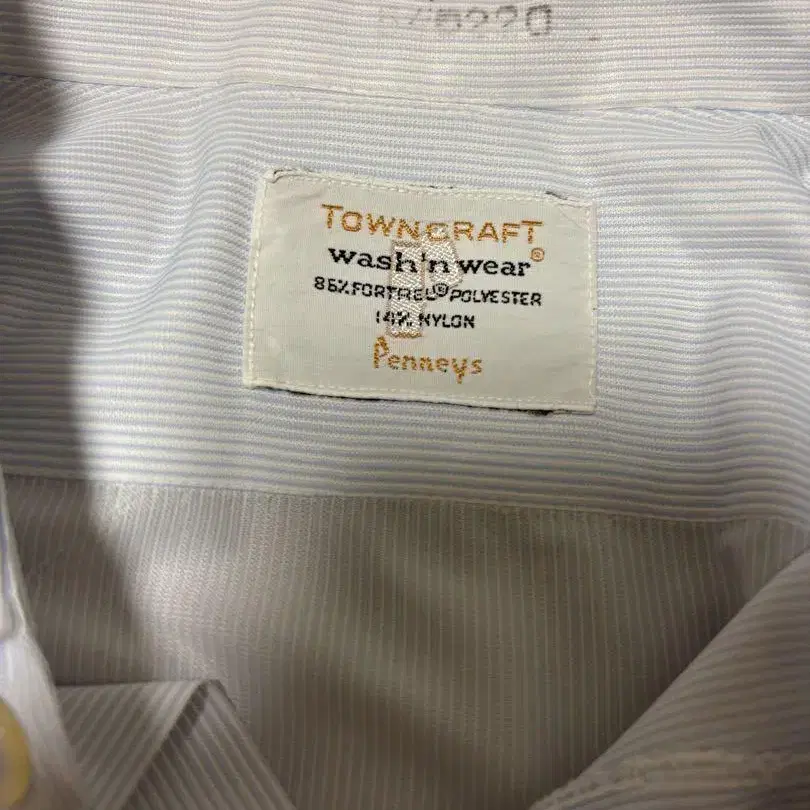 TOWNCRAFT®
wash'n wear
86% FORTREL® POLYESTER
14% NYLON
Penneys